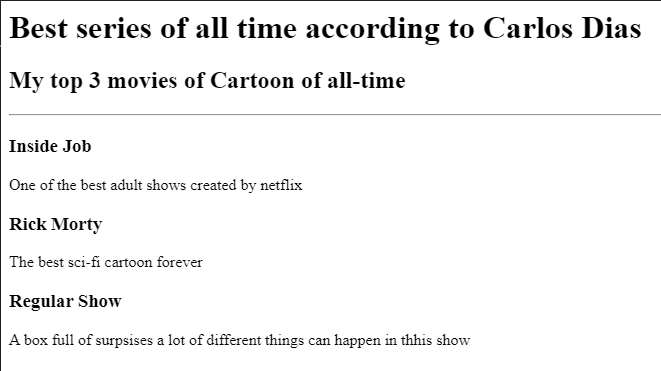 Best series of all time according to Carlos Dias
My top 3 movies of Cartoon of all-time
Inside Job
One of the best adult shows created by netflix
Rick Morty
The best sci-fi cartoon forever
Regular Show
A box full of surpsises a lot of different things can happen in thhis show